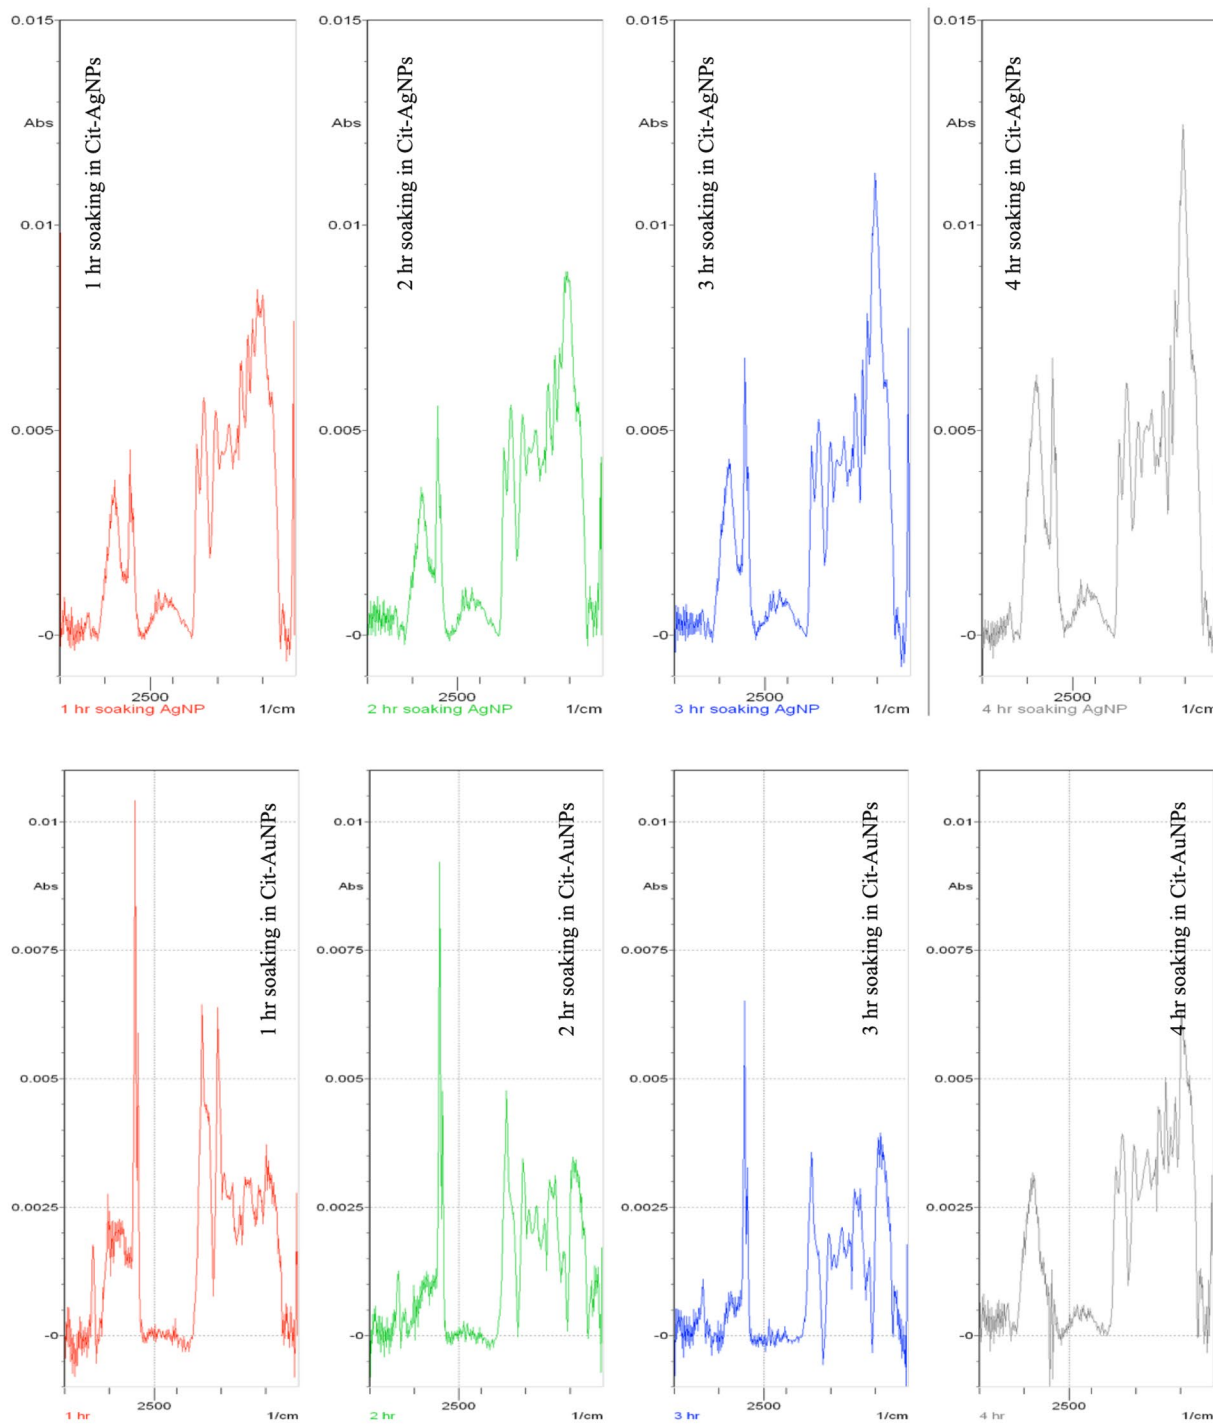 0.015
Abs
0.01
0.005
-0
1 hr soaking in Cit-AgNPs
2500
1 hr soaking AgNP 1/cm
0.015
Abs
0.01
0.005
-0
2 hr soaking in Cit-AgNPs
2500
2 hr soaking AgNP 1/cm
0.015
Abs
0.01
0.005
-0
3 hr soaking in Cit-AgNPs
2500
3 hr soaking AgNP 1/cm
0.015
Abs
0.01
0.005
-0
4 hr soaking in Cit-AgNPs
2500
4 hr soaking AgNP 1/cm
0.01
Abs
0.0075
0.005
0.0025
-0
1 hr soaking in Cit-AuNPs
2500
1 hr 1/cm
0.01
Abs
0.0075
0.005
0.0025
-0
2 hr soaking in Cit-AuNPs
2500
2 hr 1/cm
0.01
Abs
0.0075
0.005
0.0025
-0
3 hr soaking in Cit-AuNPs
2500
3 hr 1/cm
0.01
Abs
0.0075
0.005
0.0025
-0
4 hr soaking in Cit-AuNPs
2500
4 hr 1/cm